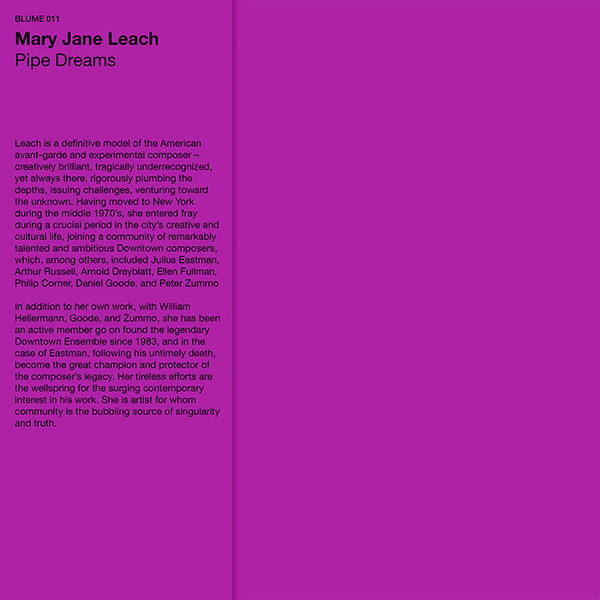 BLUME 011
Mary Jane Leach
Pipe Dreams
Leach is a definitive model of the American
avant-garde and experimental composer –
creatively brilliant, tragically underrecognized,
yet always there, rigorously plumbing the
depths, issuing challenges, venturing toward
the unknown. Having moved to New York
during the middle 1970's, she entered fray
during a crucial period in the city's creative and
cultural life, joining a community of remarkably
talented and ambitious Downtown composers,
which, among others, included Julius Eastman,
Arthur Russell, Arnold Dreyblatt, Ellen Fullman,
Philip Corner, Daniel Goode, and Peter Zummo
In addition to her own work, with William
Hellermann, Goode, and Zummo, she has been
an active member go on found the legendary
Downtown Ensemble since 1983, and in the
case of Eastman, following his untimely death,
become the great champion and protector of
the composer's legacy. Her tireless efforts are
the wellspring for the surging contemporary
interest in his work. She is artist for whom
community is the bubbling source of singularity
and truth.